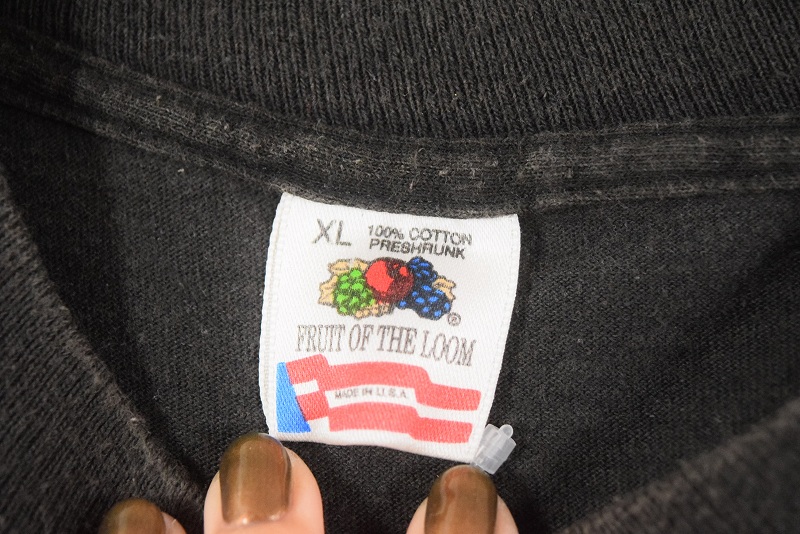 XL 100% COTTON
PRESHRUNK
®
FRUIT OF THE LOOM
MADE IN U.S.A.